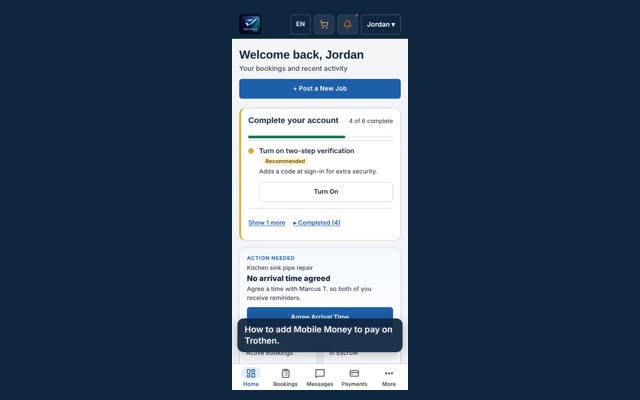 EN
Jordan ▾
Welcome back, Jordan
Your bookings and recent activity
+ Post a New Job
Complete your account
4 of 6 complete
Turn on two-step verification
Recommended
Adds a code at sign-in for extra security.
Turn On
Show 1 more
▸ Completed (4)
ACTION NEEDED
Kitchen sink pipe repair
No arrival time agreed
Agree a time with Marcus T. so both of you
receive reminders.
Agree Arrival Time
How to add Mobile Money to pay on
Trothen.
Active Bookings
In Escrow
Home
Bookings
Messages
Payments
More